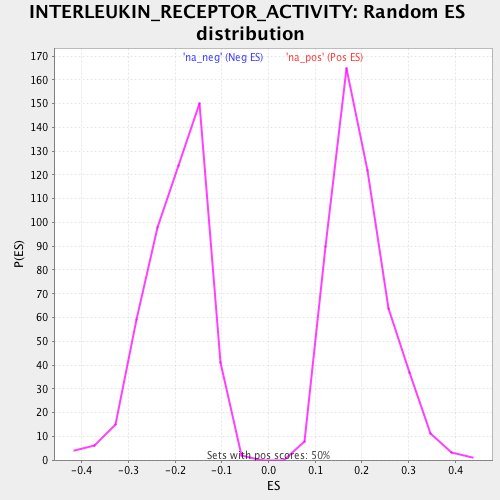 INTERLEUKIN_RECEPTOR_ACTIVITY: Random ES
distribution
'na_neg' (Neg ES) 'na_pos' (Pos ES)
170
160
150
140
130
120
110
100
90
80
70
60
50
40
30
20
10
0
P(ES)
Sets with pos scores: 50%
-0.4 -0.3 -0.2 -0.1 0.0 0.1 0.2 0.3 0.4
ES